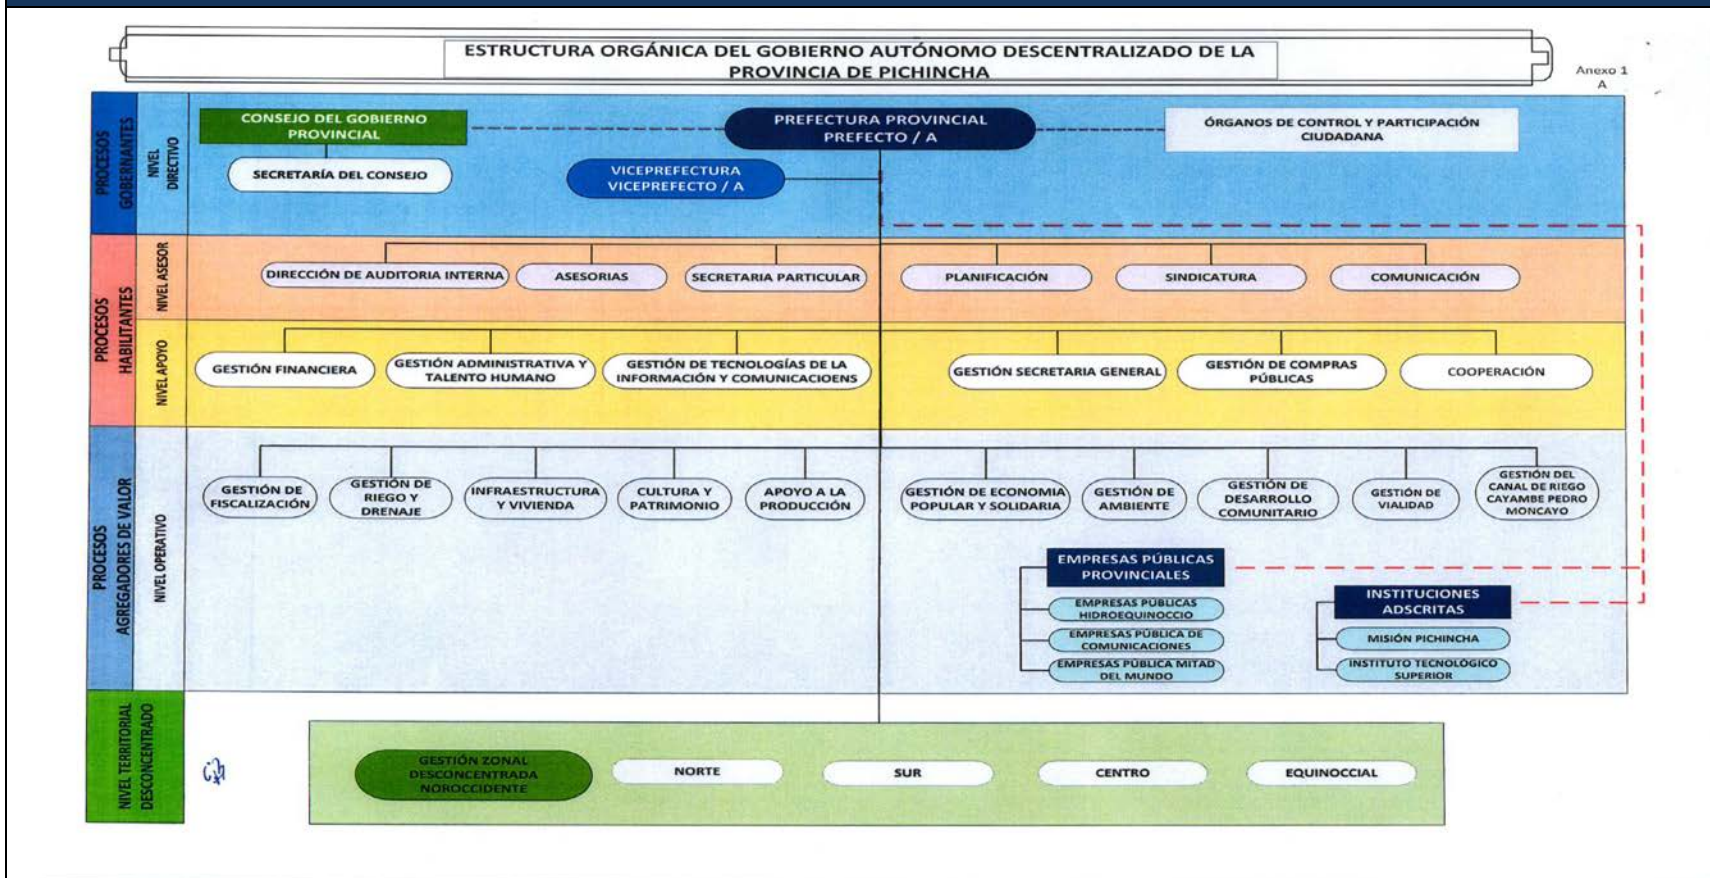 ESTRUCTURA ORGÁNICA DEL GOBIERNO AUTÓNOMO DESCENTRALIZADO DE LA
PROVINCIA DE PICHINCHA
Anexo 1
A
PROCESOS
GOBERNANTES
NIVEL
DIRECTIVO
CONSEJO DEL GOBIERNO
PROVINCIAL
PREFECTURA PROVINCIAL
PREFECTO / A
ÓRGANOS DE CONTROL Y PARTICIPACIÓN
CIUDADANA
SECRETARÍA DEL CONSEJO
VICEPREFECTURA
VICEPREFECTO / A
PROCESOS
HABILITANTES
NIVEL ASESOR
DIRECCIÓN DE AUDITORIA INTERNA
ASESORIAS
SECRETARIA PARTICULAR
PLANIFICACIÓN
SINDICATURA
COMUNICACIÓN
NIVEL APOYO
GESTIÓN FINANCIERA
GESTIÓN ADMINISTRATIVA Y
TALENTO HUMANO
GESTIÓN DE TECNOLOGÍAS DE LA
INFORMACIÓN Y COMUNICACIOENS
GESTIÓN SECRETARIA GENERAL
GESTIÓN DE COMPRAS
PÚBLICAS
COOPERACIÓN
PROCESOS
AGREGADORES DE VALOR
NIVEL OPERATIVO
GESTIÓN DE
FISCALIZACIÓN
GESTIÓN DE
RIEGO Y
DRENAJE
INFRAESTRUCTURA
Y VIVIENDA
CULTURA Y
PATRIMONIO
APOYO A LA
PRODUCCIÓN
GESTIÓN DE ECONOMIA
POPULAR Y SOLIDARIA
GESTIÓN DE
AMBIENTE
GESTIÓN DE
DESARROLLO
COMUNITARIO
GESTIÓN DE
VIALIDAD
GESTIÓN DEL
CANAL DE RIEGO
CAYAMBE PEDRO
MONCAYO
EMPRESAS PÚBLICAS
PROVINCIALES
EMPRESAS PÚBLICAS
HIDROEQUINOCCIO
EMPRESAS PÚBLICA DE
COMUNICACIONES
EMPRESAS PÚBLICA MITAD
DEL MUNDO
INSTITUCIONES
ADSCRITAS
MISIÓN PICHINCHA
INSTITUTO TECNOLÓGICO
SUPERIOR
NIVEL TERRITORIAL
DESCONCENTRADO
GESTIÓN ZONAL
DESCONCENTRADA
NOROCCIDENTE
NORTE
SUR
CENTRO
EQUINOCCIAL